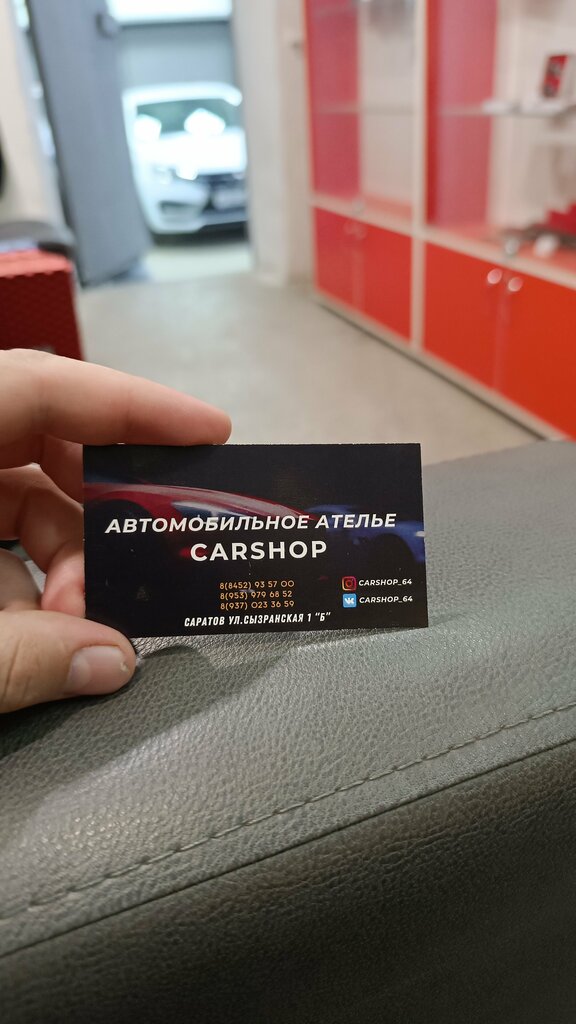 АВТОМОБИЛЬНОЕ АТЕЛЬЕ
CARSHOP
8(8452) 93 57 00
8(953) 979 68 52
8(937) 023 36 59
CARSHOP_64
CARSHOP_64
САРАТОВ УЛ.СЫЗРАНСКАЯ 1 "Б"